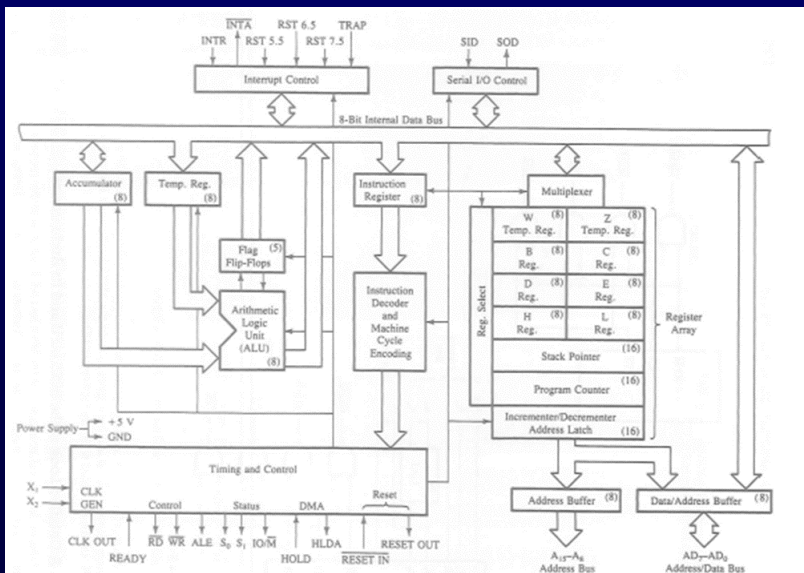 INTR
INTA
RST 5.5
RST 6.5
RST 7.5
TRAP
SID
SOD
Interrupt Control
Serial I/O Control
8-Bit Internal Data Bus
Accumulator
(8)
Temp. Reg.
(8)
Instruction
Register
(8)
Multiplexer
Flag
Flip-Flops
(5)
Arithmetic
Logic
Unit
(ALU)
(8)
Instruction
Decoder
and
Machine
Cycle
Encoding
Reg. Select
W (8)
Temp. Reg.
Z (8)
Temp. Reg.
B (8)
Reg.
C (8)
Reg.
D (8)
Reg.
E (8)
Reg.
H (8)
Reg.
L (8)
Reg.
Stack Pointer (16)
Program Counter (16)
Incrementer/Decrementer
Address Latch (16)
Register
Array
Power Supply
+5 V
GND
Timing and Control
X₁
X₂
CLK
GEN
Control
Status
DMA
Reset
CLK OUT
READY
RD WR ALE S₀ S₁ IO/M
HOLD
HLDA
RESET IN
RESET OUT
Address Buffer (8)
Data/Address Buffer (8)
A₁₅–A₈
Address Bus
AD₇–AD₀
Address/Data Bus